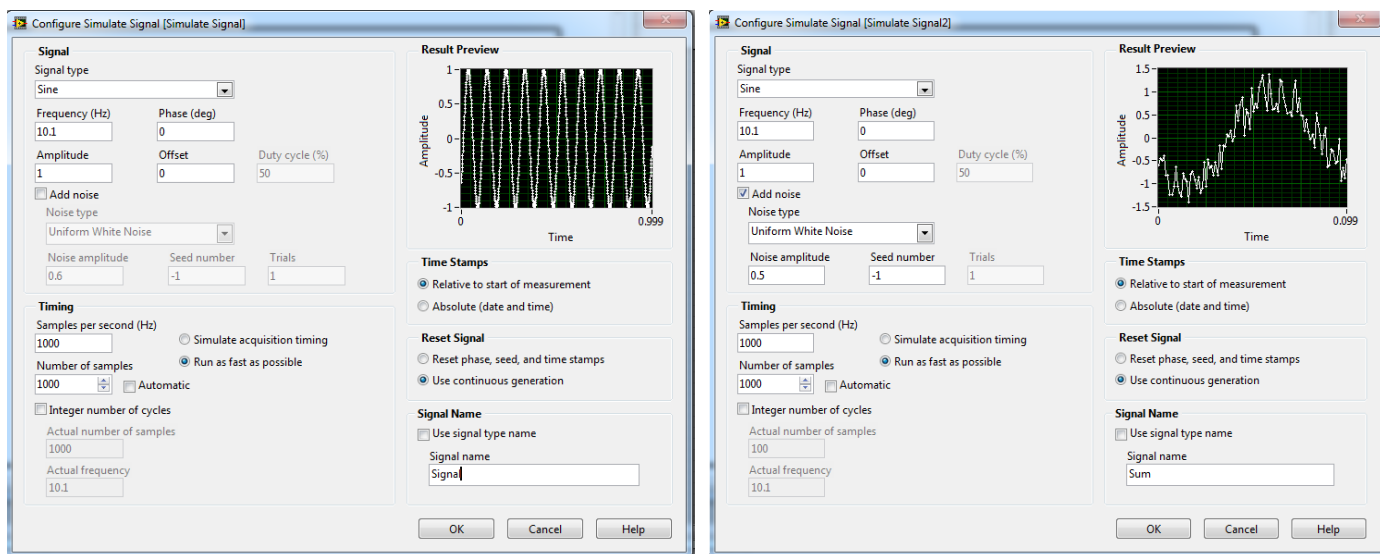 Configure Simulate Signal [Simulate Signal]
Signal
Signal type
Sine
Frequency (Hz) Phase (deg)
10.1 0
Amplitude Offset Duty cycle (%)
1 0 50
Add noise
Noise type
Uniform White Noise
Noise amplitude Seed number Trials
0.6 -1 1
Timing
Samples per second (Hz)
1000 Simulate acquisition timing
Number of samples Run as fast as possible
1000 Automatic
Integer number of cycles
Actual number of samples
1000
Actual frequency
10.1
Result Preview
1
0.5
0
-0.5
-1
Amplitude
0 0.999
Time
Time Stamps
Relative to start of measurement
Absolute (date and time)
Reset Signal
Reset phase, seed, and time stamps
Use continuous generation
Signal Name
Use signal type name
Signal name
Signal
OK Cancel Help
Configure Simulate Signal [Simulate Signal2]
Signal
Signal type
Sine
Frequency (Hz) Phase (deg)
10.1 0
Amplitude Offset Duty cycle (%)
1 0 50
Add noise
Noise type
Uniform White Noise
Noise amplitude Seed number Trials
0.5 -1 1
Timing
Samples per second (Hz)
1000 Simulate acquisition timing
Number of samples Run as fast as possible
1000 Automatic
Integer number of cycles
Actual number of samples
100
Actual frequency
10.1
Result Preview
1.5
1
0.5
0
-0.5
-1
-1.5
Amplitude
0 0.099
Time
Time Stamps
Relative to start of measurement
Absolute (date and time)
Reset Signal
Reset phase, seed, and time stamps
Use continuous generation
Signal Name
Use signal type name
Signal name
Sum
OK Cancel Help